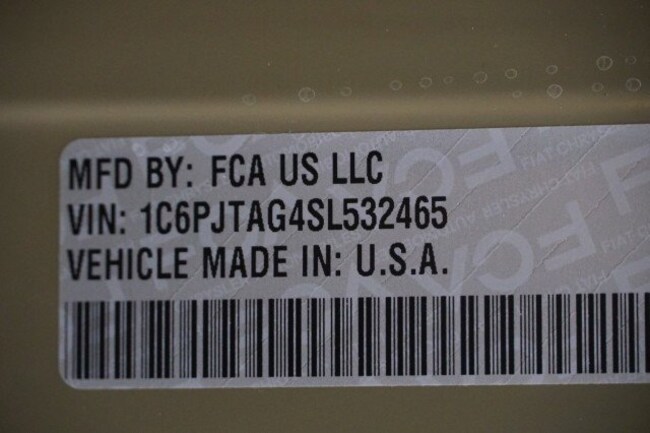 MFD BY: FCA US LLC
VIN: 1C6PJTAG4SL532465
VEHICLE MADE IN: U.S.A.